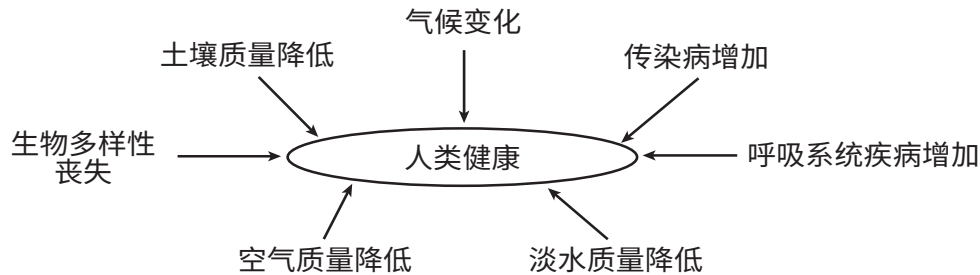 气候变化
土壤质量降低
传染病增加
生物多样性
丧失
人类健康
呼吸系统疾病增加
空气质量降低
淡水质量降低